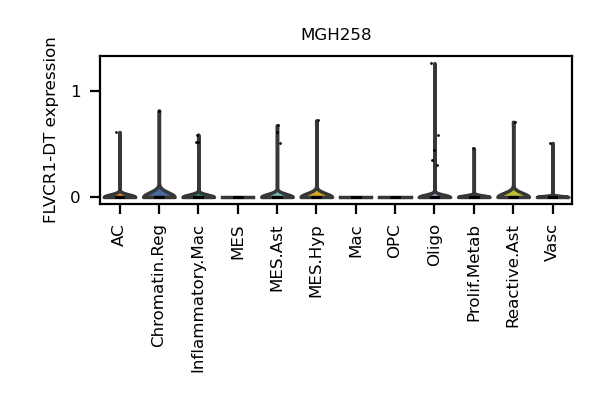 MGH258
FLVCR1-DT expression
1
0
AC
Chromatin.Reg
Inflammatory.Mac
MES
MES.Ast
MES.Hyp
Mac
OPC
Oligo
Prolif.Metab
Reactive.Ast
Vasc